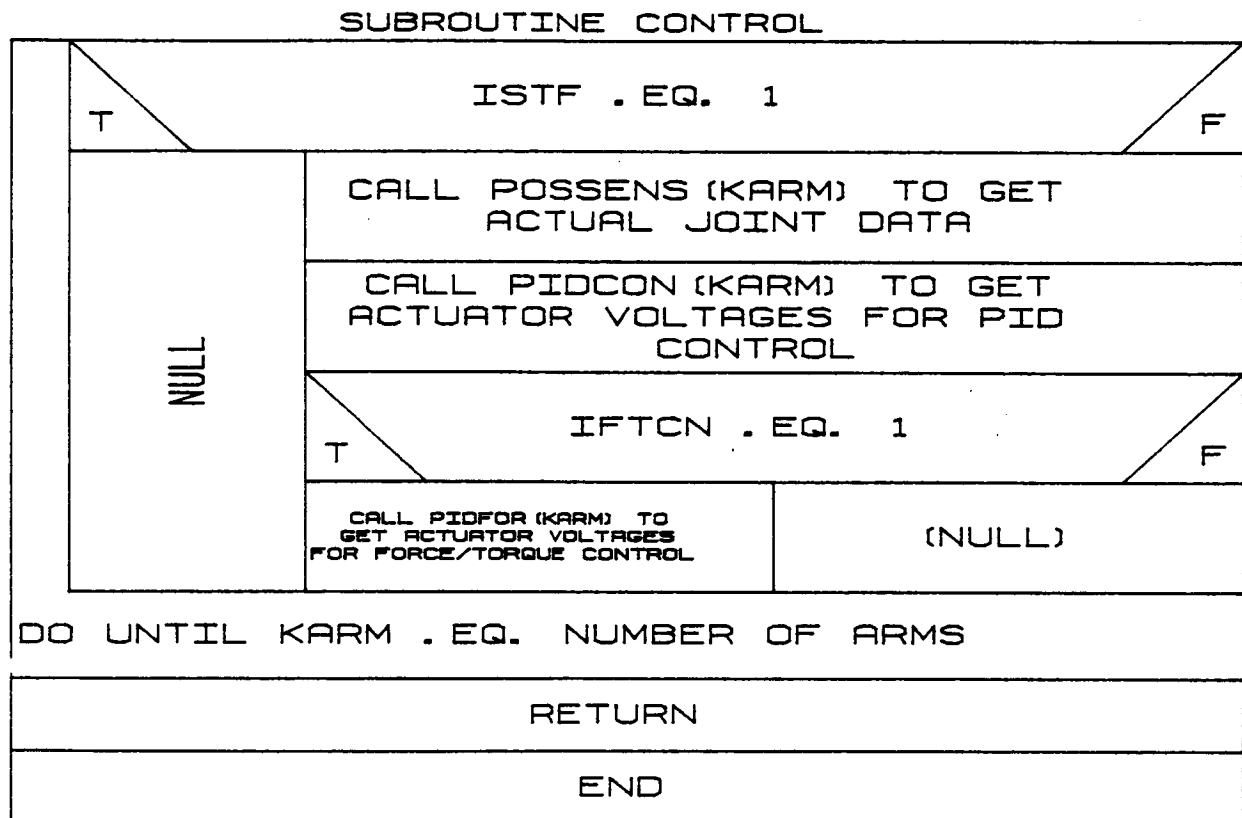 SUBROUTINE CONTROL
ISTF .EQ. 1
T
F
CALL POSSENS (KARM) TO GET
ACTUAL JOINT DATA
CALL PIDCON (KARM) TO GET
ACTUATOR VOLTAGES FOR PID
CONTROL
NULL
IFTCN .EQ. 1
T
F
CALL PIDFOR (KARM) TO
GET ACTUATOR VOLTAGES
FOR FORCE/TORQUE CONTROL
(NULL)
DO UNTIL KARM .EQ. NUMBER OF ARMS
RETURN
END